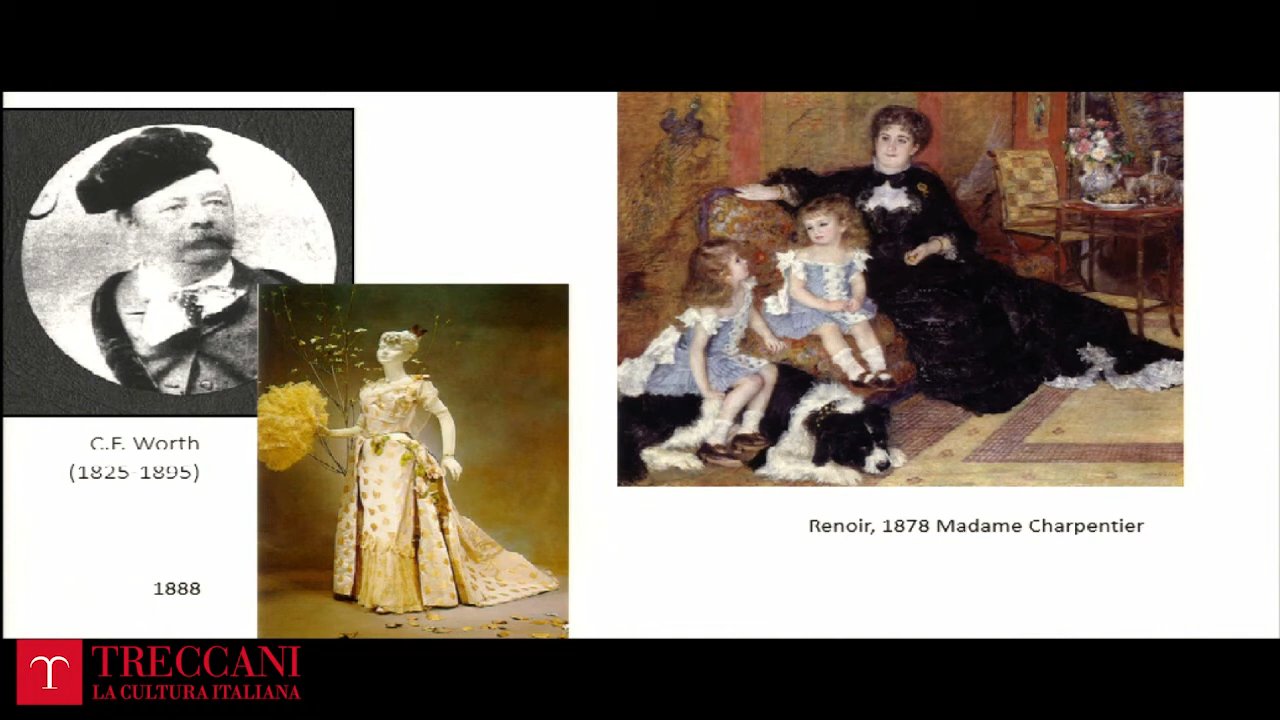 C.F. Worth
(1825-1895)
1888
Renoir, 1878 Madame Charpentier
TRECCANI
LA CULTURA ITALIANA